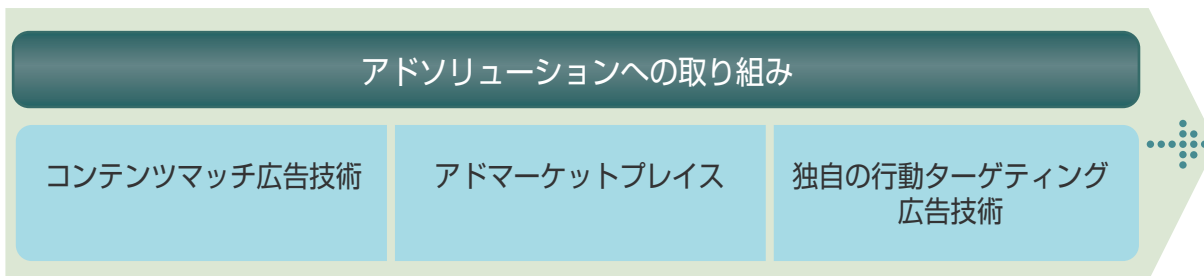 アドソリューションへの取り組み
コンテンツマッチ広告技術
アドマーケットプレイス
独自の行動ターゲティング
広告技術